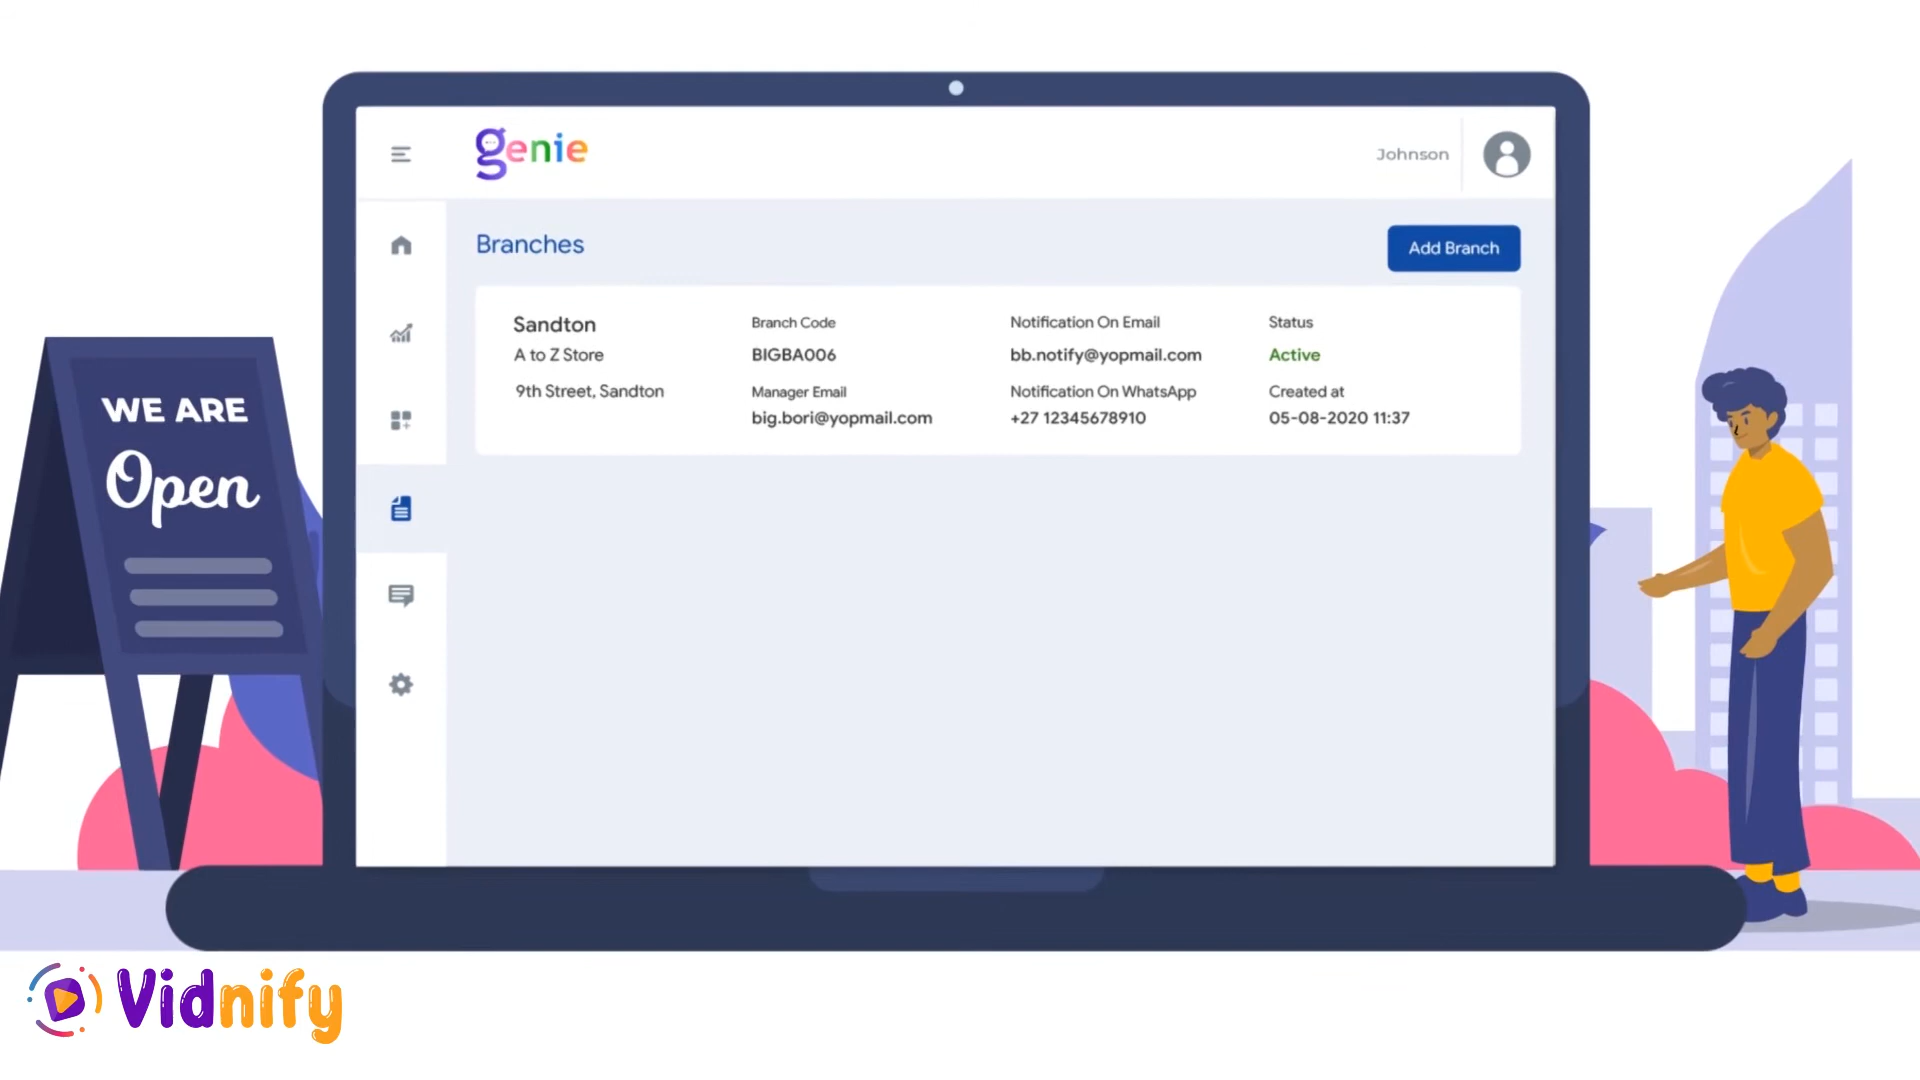 genie
Johnson
Branches
Add Branch
Sandton
A to Z Store
9th Street, Sandton
Branch Code
BIGBA006
Manager Email
big.bori@yopmail.com
Notification On Email
bb.notify@yopmail.com
Notification On WhatsApp
+27 12345678910
Status
Active
Created at
05-08-2020 11:37
WE ARE
Open
Vidnify